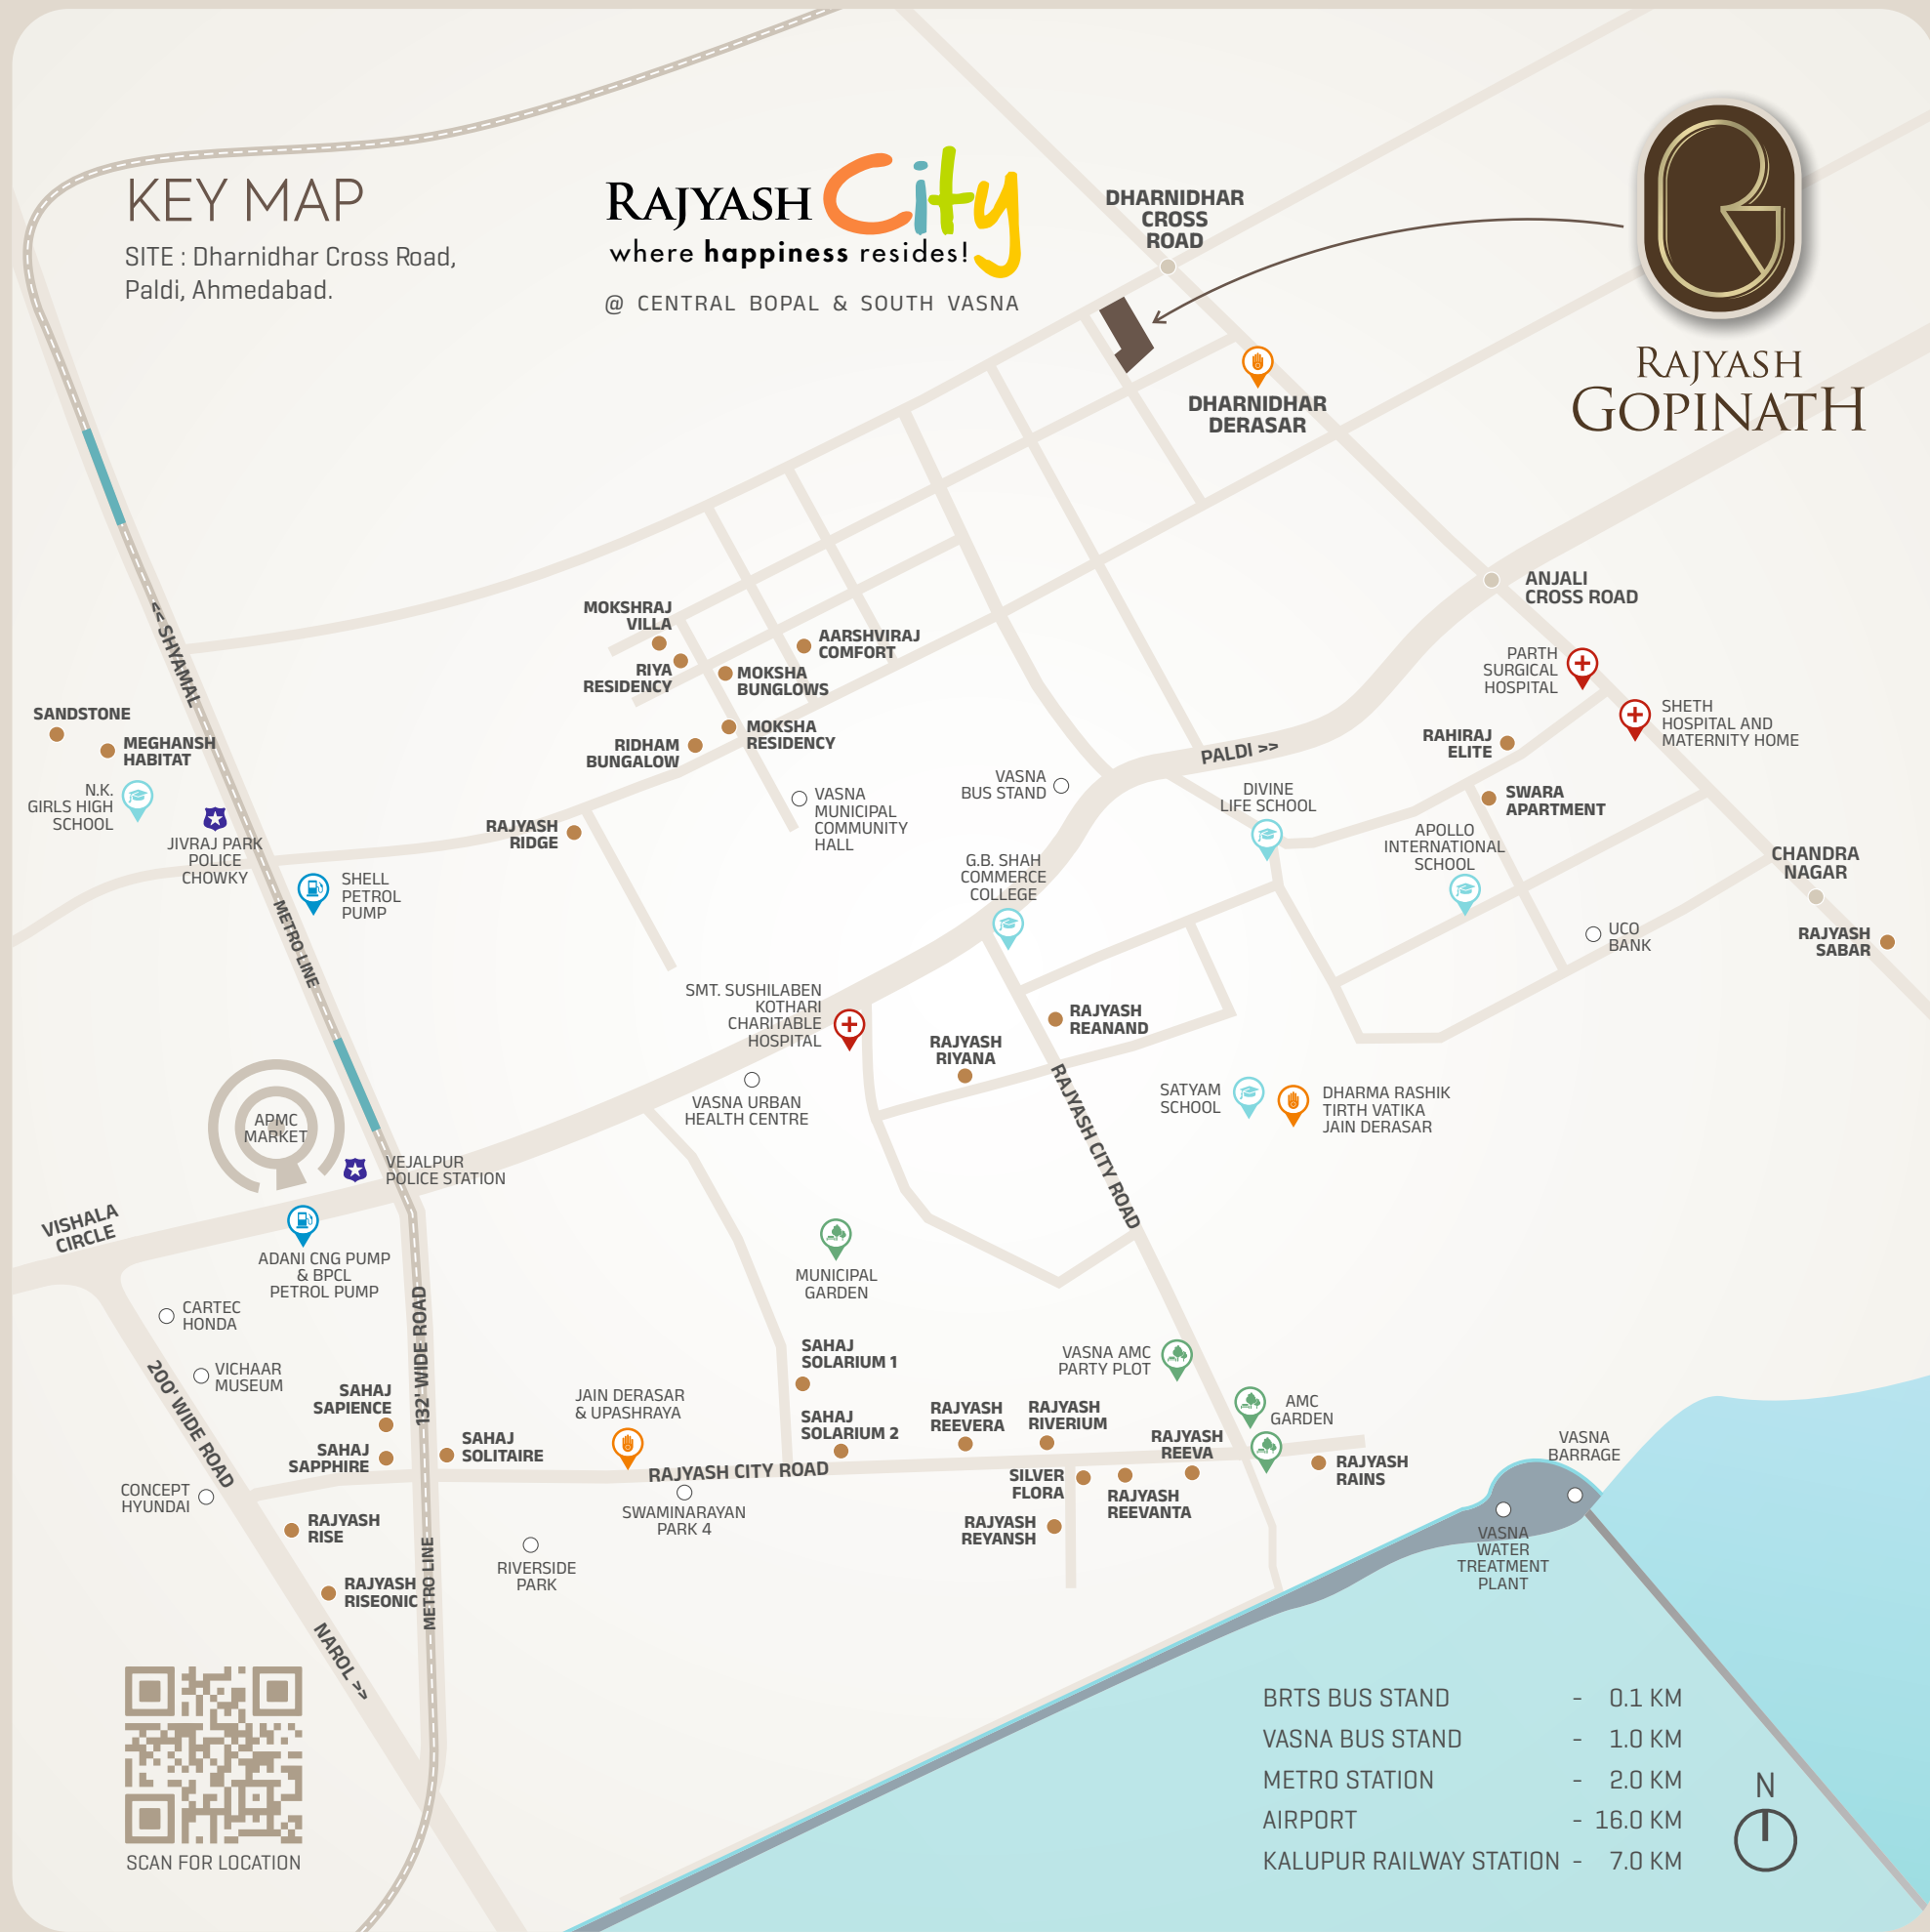 KEY MAP
SITE : Dharnidhar Cross Road,
Paldi, Ahmedabad.
RAJYASH City
where happiness resides!
@ CENTRAL BOPAL & SOUTH VASNA
DHARNIDHAR
CROSS
ROAD
RAJYASH
GOPINATH
DHARNIDHAR
DERASAR
ANJALI
CROSS ROAD
<< SHYAMAL
MOKSHRAJ
VILLA
AARSHVIRAJ
COMFORT
RIYA
RESIDENCY
MOKSHA
BUNGLOWS
MOKSHA
RESIDENCY
RIDHAM
BUNGALOW
PARTH
SURGICAL
HOSPITAL
SHETH
HOSPITAL AND
MATERNITY HOME
RAHIRAJ
ELITE
PALDI >>
SANDSTONE
MEGHANSH
HABITAT
N.K.
GIRLS HIGH
SCHOOL
JIVRAJ PARK
POLICE
CHOWKY
SHELL
PETROL
PUMP
METRO LINE
RAJYASH
RIDGE
VASNA
MUNICIPAL
COMMUNITY
HALL
VASNA
BUS STAND
DIVINE
LIFE SCHOOL
SWARA
APARTMENT
APOLLO
INTERNATIONAL
SCHOOL
G.B. SHAH
COMMERCE
COLLEGE
CHANDRA
NAGAR
UCO
BANK
RAJYASH
SABAR
SMT. SUSHILABEN
KOTHARI
CHARITABLE
HOSPITAL
RAJYASH
REANAND
RAJYASH
RIYANA
VASNA URBAN
HEALTH CENTRE
SATYAM
SCHOOL
DHARMA RASHIK
TIRTH VATIKA
JAIN DERASAR
RAJYASH CITY ROAD
APMC
MARKET
VEJALPUR
POLICE STATION
VISHALA
CIRCLE
ADANI CNG PUMP
& BPCL
PETROL PUMP
MUNICIPAL
GARDEN
CARTEC
HONDA
VICHAAR
MUSEUM
200' WIDE ROAD
132' WIDE ROAD
SAHAJ
SAPIENCE
SAHAJ
SAPPHIRE
SAHAJ
SOLITAIRE
JAIN DERASAR
& UPASHRAYA
SAHAJ
SOLARIUM 1
SAHAJ
SOLARIUM 2
VASNA AMC
PARTY PLOT
AMC
GARDEN
RAJYASH
REEVERA
RAJYASH
RIVERIUM
RAJYASH
REEVA
RAJYASH
RAINS
VASNA
BARRAGE
RAJYASH CITY ROAD
SILVER
FLORA
RAJYASH
REEVANTA
RAJYASH
REYANSH
CONCEPT
HYUNDAI
SWAMINARAYAN
PARK 4
RAJYASH
RISE
RIVERSIDE
PARK
VASNA
WATER
TREATMENT
PLANT
RAJYASH
RISEONIC
METRO LINE
NAROL >>
SCAN FOR LOCATION
BRTS BUS STAND - 0.1 KM
VASNA BUS STAND - 1.0 KM
METRO STATION - 2.0 KM
AIRPORT - 16.0 KM
KALUPUR RAILWAY STATION - 7.0 KM
N